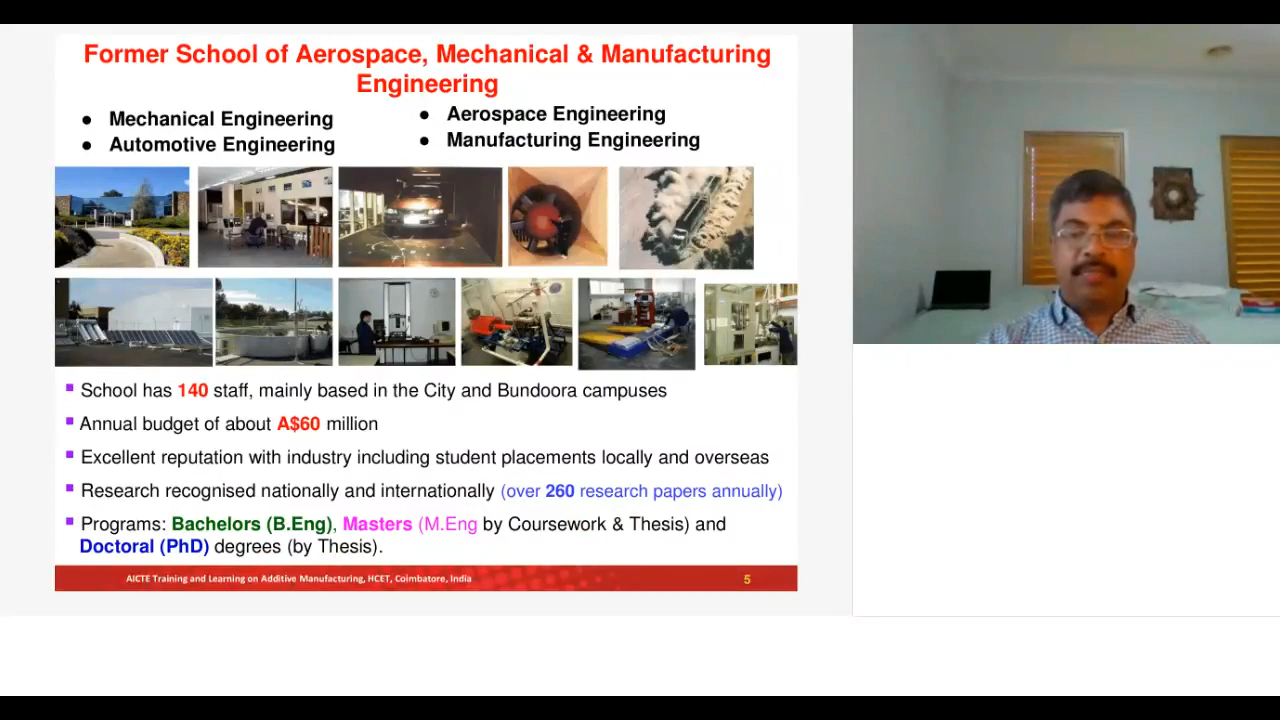 Former School of Aerospace, Mechanical & Manufacturing
Engineering
● Mechanical Engineering
● Automotive Engineering
● Aerospace Engineering
● Manufacturing Engineering
▪ School has 140 staff, mainly based in the City and Bundoora campuses
▪ Annual budget of about A$60 million
▪ Excellent reputation with industry including student placements locally and overseas
▪ Research recognised nationally and internationally (over 260 research papers annually)
▪ Programs: Bachelors (B.Eng), Masters (M.Eng by Coursework & Thesis) and
Doctoral (PhD) degrees (by Thesis).
AICTE Training and Learning on Additive Manufacturing, HCET, Coimbatore, India
5